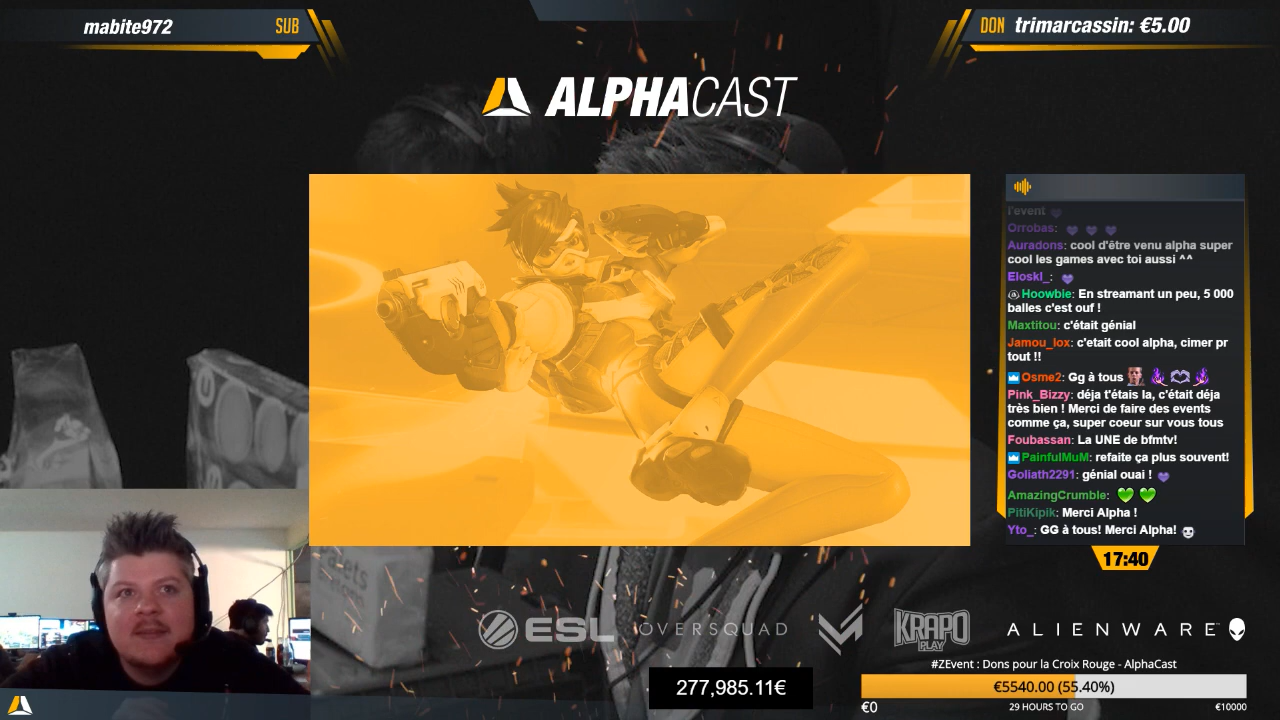 mabite972 SUB
DON trimarcassin: €5.00
ALPHACAST
l'event
Orrobas:
Auradons: cool d'être venu alpha super
cool les games avec toi aussi ^^
Eloskl_:
Hoowbie: En streamant un peu, 5 000
balles c'est ouf !
Maxtitou: c'était génial
Jamou_lox: c'etait cool alpha, cimer pr
tout !!
Osme2: Gg à tous
Pink_Bizzy: déja t'étais la, c'était déja
très bien ! Merci de faire des events
comme ça, super coeur sur vous tous
Foubassan: La UNE de bfmtv!
PainfulMuM: refaite ça plus souvent!
Goliath2291: génial ouai !
AmazingCrumble:
PitiKipik: Merci Alpha !
Yto_: GG à tous! Merci Alpha!
17:40
ESL
OVERSQUAD
KRAPO
PLAY
ALIENWARE
#ZEvent : Dons pour la Croix Rouge - AlphaCast
277,985.11€
€5540.00 (55.40%)
€0
29 HOURS TO GO
€10000